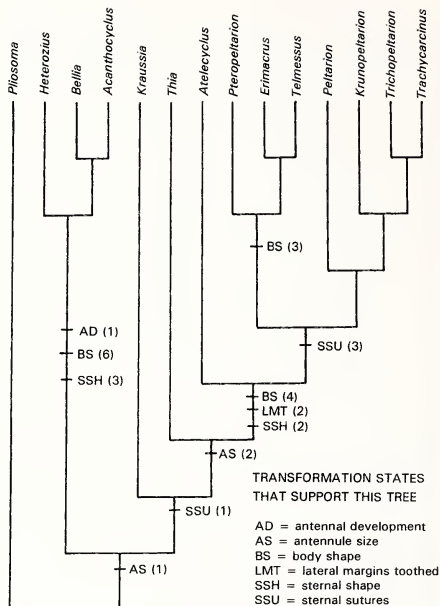 Pliosoma
Heterozius
Bellia
Acanthocyclus
Kraussia
Thia
Atelecyclus
Pteropeltarion
Erimacrus
Telmessus
Peltarion
Krunopeltarion
Trichopeltarion
Trachycarcinus
BS (3)
AD (1)
BS (6)
SSH (3)
SSU (3)
BS (4)
LMT (2)
SSH (2)
AS (2)
SSU (1)
AS (1)
TRANSFORMATION STATES
THAT SUPPORT THIS TREE
AD = antennal development
AS = antennule size
BS = body shape
LMT = lateral margins toothed
SSH = sternal shape
SSU = sternal sutures